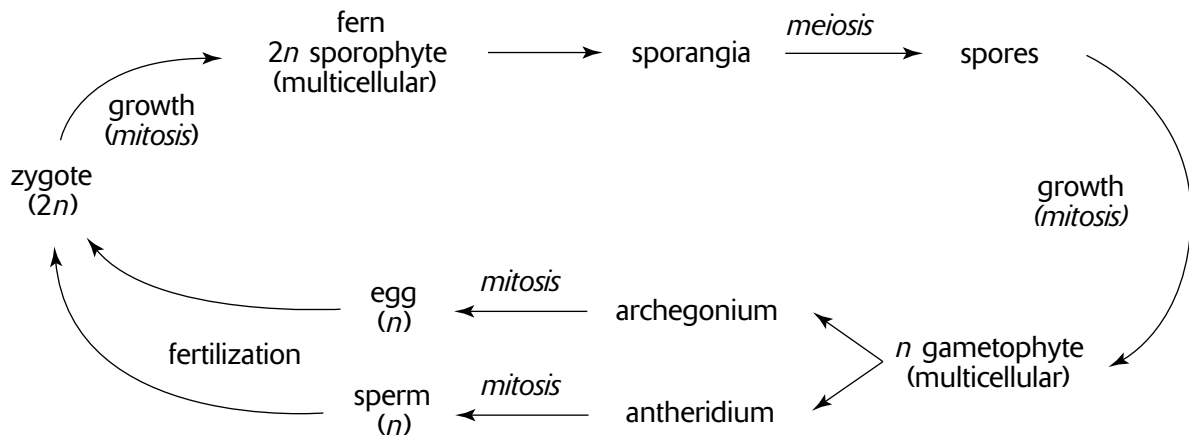 fern
2n sporophyte
(multicellular)
sporangia
meiosis
spores
growth
(mitosis)
zygote
(2n)
growth
(mitosis)
egg
(n)
mitosis
archegonium
fertilization
n gametophyte
(multicellular)
sperm
(n)
mitosis
antheridium